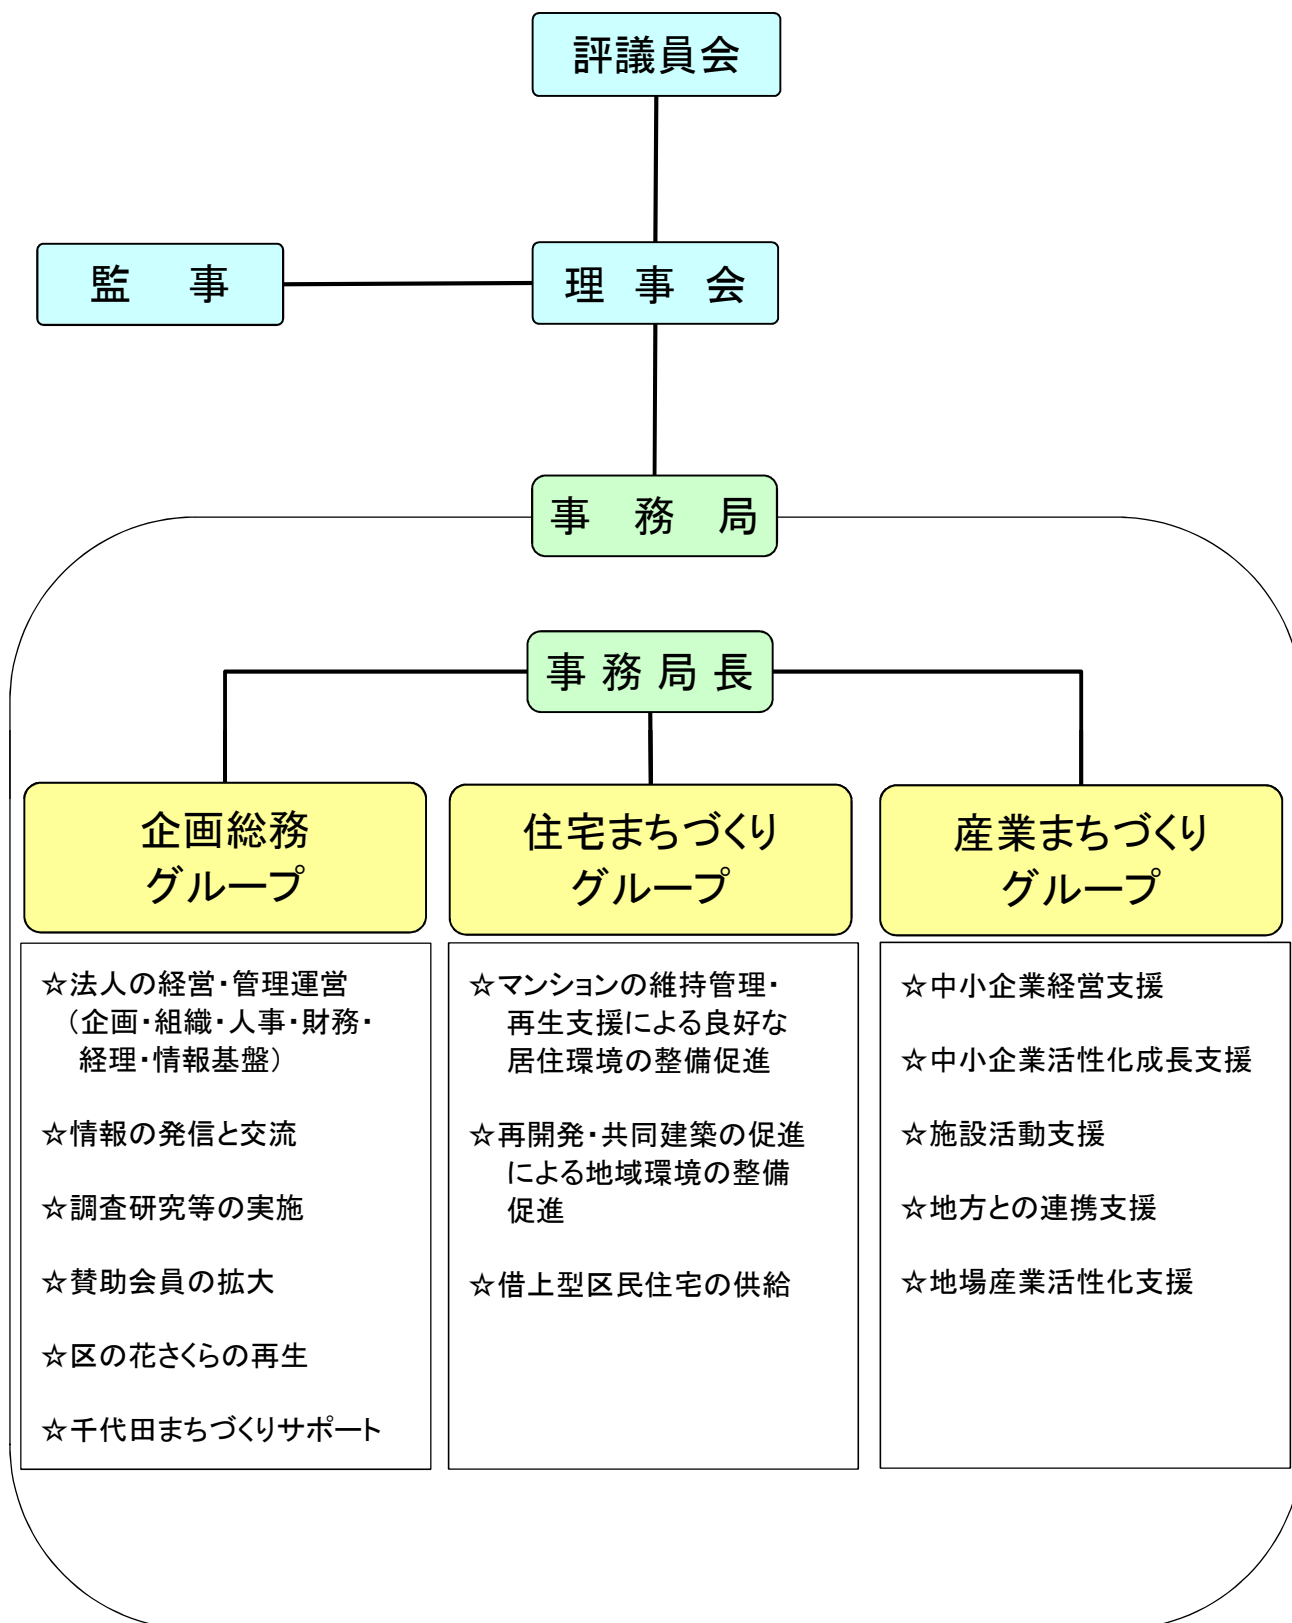 評議員会
監　事
理 事 会
事 務 局
事 務 局 長
企画総務
グループ
住宅まちづくり
グループ
産業まちづくり
グループ
☆法人の経営・管理運営
（企画・組織・人事・財務・
経理・情報基盤）
☆情報の発信と交流
☆調査研究等の実施
☆賛助会員の拡大
☆区の花さくらの再生
☆千代田まちづくりサポート
☆マンションの維持管理・
再生支援による良好な
居住環境の整備促進
☆再開発・共同建築の促進
による地域環境の整備
促進
☆借上型区民住宅の供給
☆中小企業経営支援
☆中小企業活性化成長支援
☆施設活動支援
☆地方との連携支援
☆地場産業活性化支援